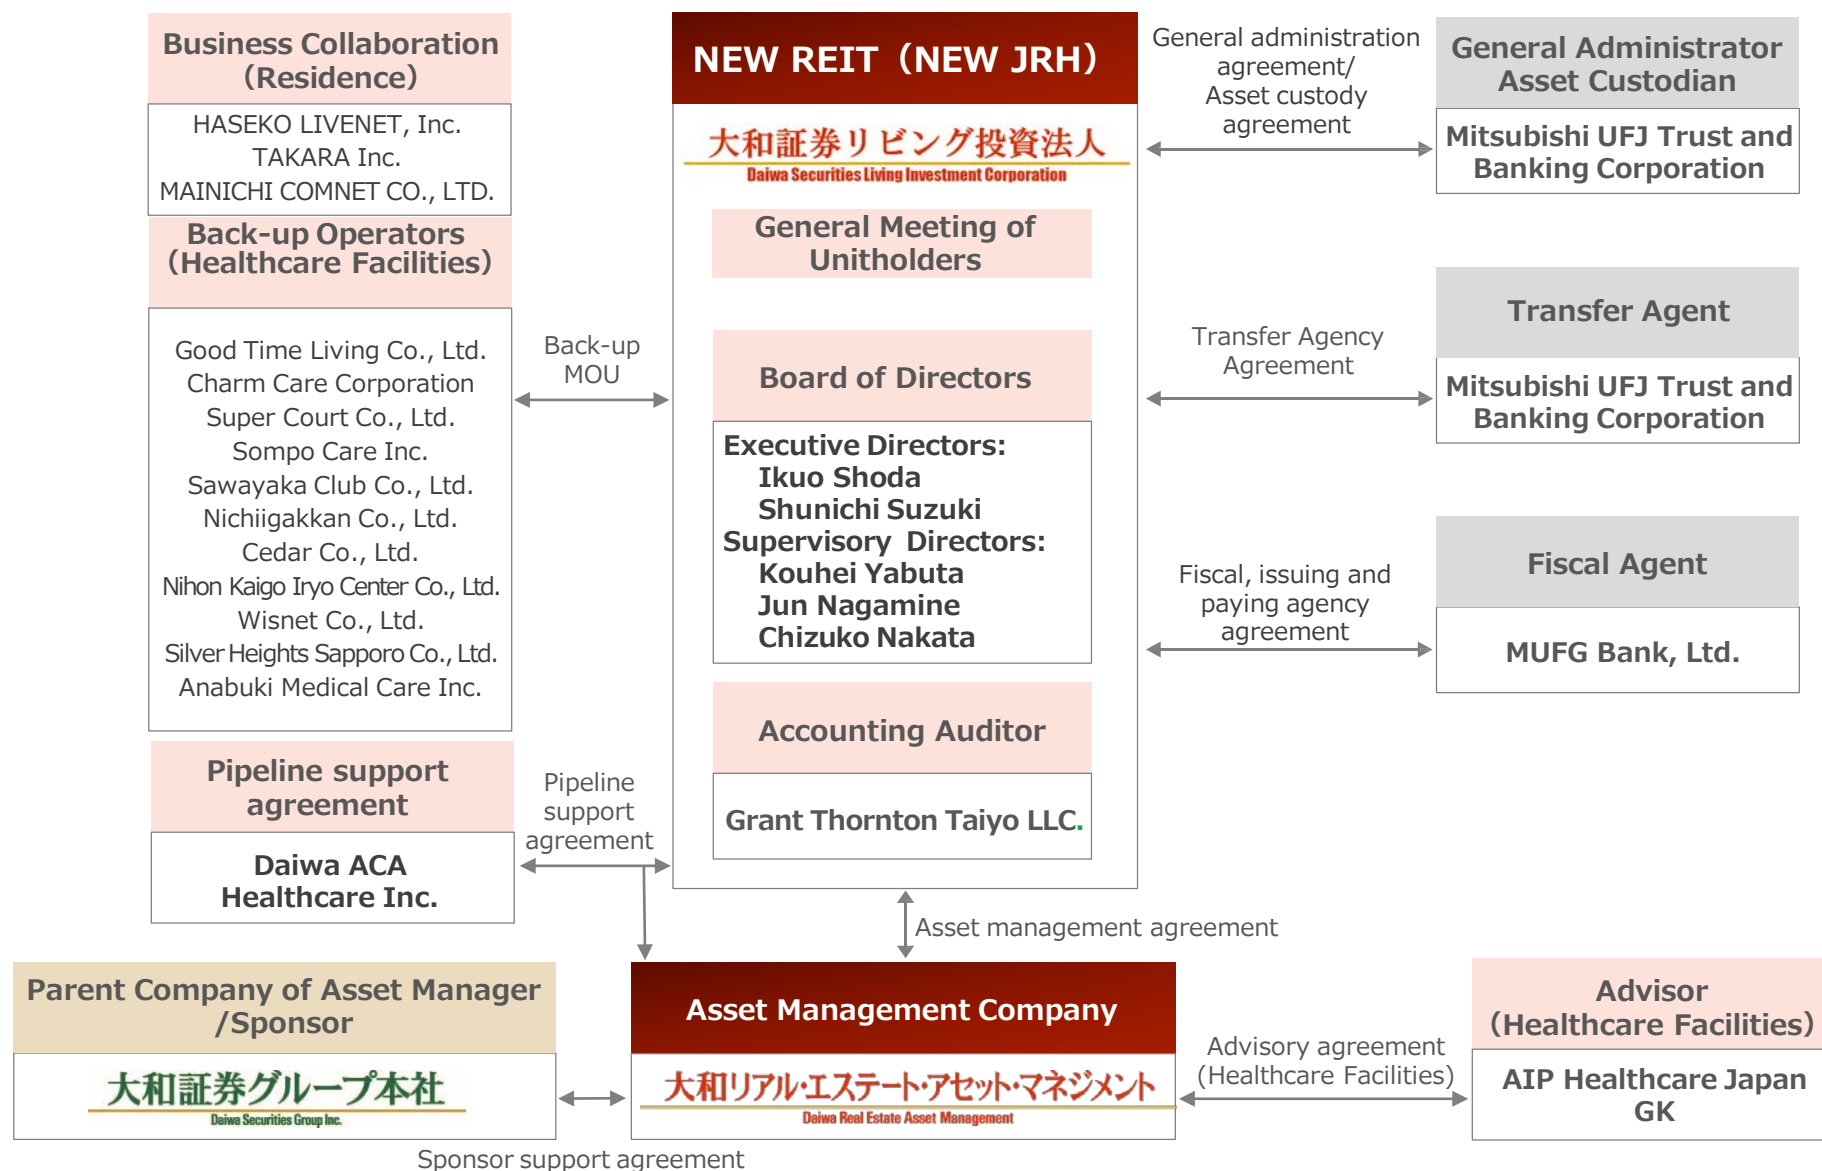 Business Collaboration
(Residence)
HASEKO LIVENET, Inc.
TAKARA Inc.
MAINICHI COMNET CO., LTD.
Back-up Operators
(Healthcare Facilities)
Good Time Living Co., Ltd.
Charm Care Corporation
Super Court Co., Ltd.
Sompo Care Inc.
Sawayaka Club Co., Ltd.
Nichiigakkan Co., Ltd.
Cedar Co., Ltd.
Nihon Kaigo Iryo Center Co., Ltd.
Wisnet Co., Ltd.
Silver Heights Sapporo Co., Ltd.
Anabuki Medical Care Inc.
Back-up
MOU
Pipeline support
agreement
Daiwa ACA
Healthcare Inc.
Pipeline
support
agreement
NEW REIT（NEW JRH）
大和証券リビング投資法人
Daiwa Securities Living Investment Corporation
General Meeting of
Unitholders
Board of Directors
Executive Directors:
Ikuo Shoda
Shunichi Suzuki
Supervisory Directors:
Kouhei Yabuta
Jun Nagamine
Chizuko Nakata
Accounting Auditor
Grant Thornton Taiyo LLC.
General administration
agreement/
Asset custody
agreement
General Administrator
Asset Custodian
Mitsubishi UFJ Trust and
Banking Corporation
Transfer Agency
Agreement
Transfer Agent
Mitsubishi UFJ Trust and
Banking Corporation
Fiscal, issuing and
paying agency
agreement
Fiscal Agent
MUFG Bank, Ltd.
Asset management agreement
Parent Company of Asset Manager
/Sponsor
大和証券グループ本社
Daiwa Securities Group Inc.
Sponsor support agreement
Asset Management Company
大和リアル・エステート・アセット・マネジメント
Daiwa Real Estate Asset Management
Advisory agreement
(Healthcare Facilities)
Advisor
(Healthcare Facilities)
AIP Healthcare Japan
GK